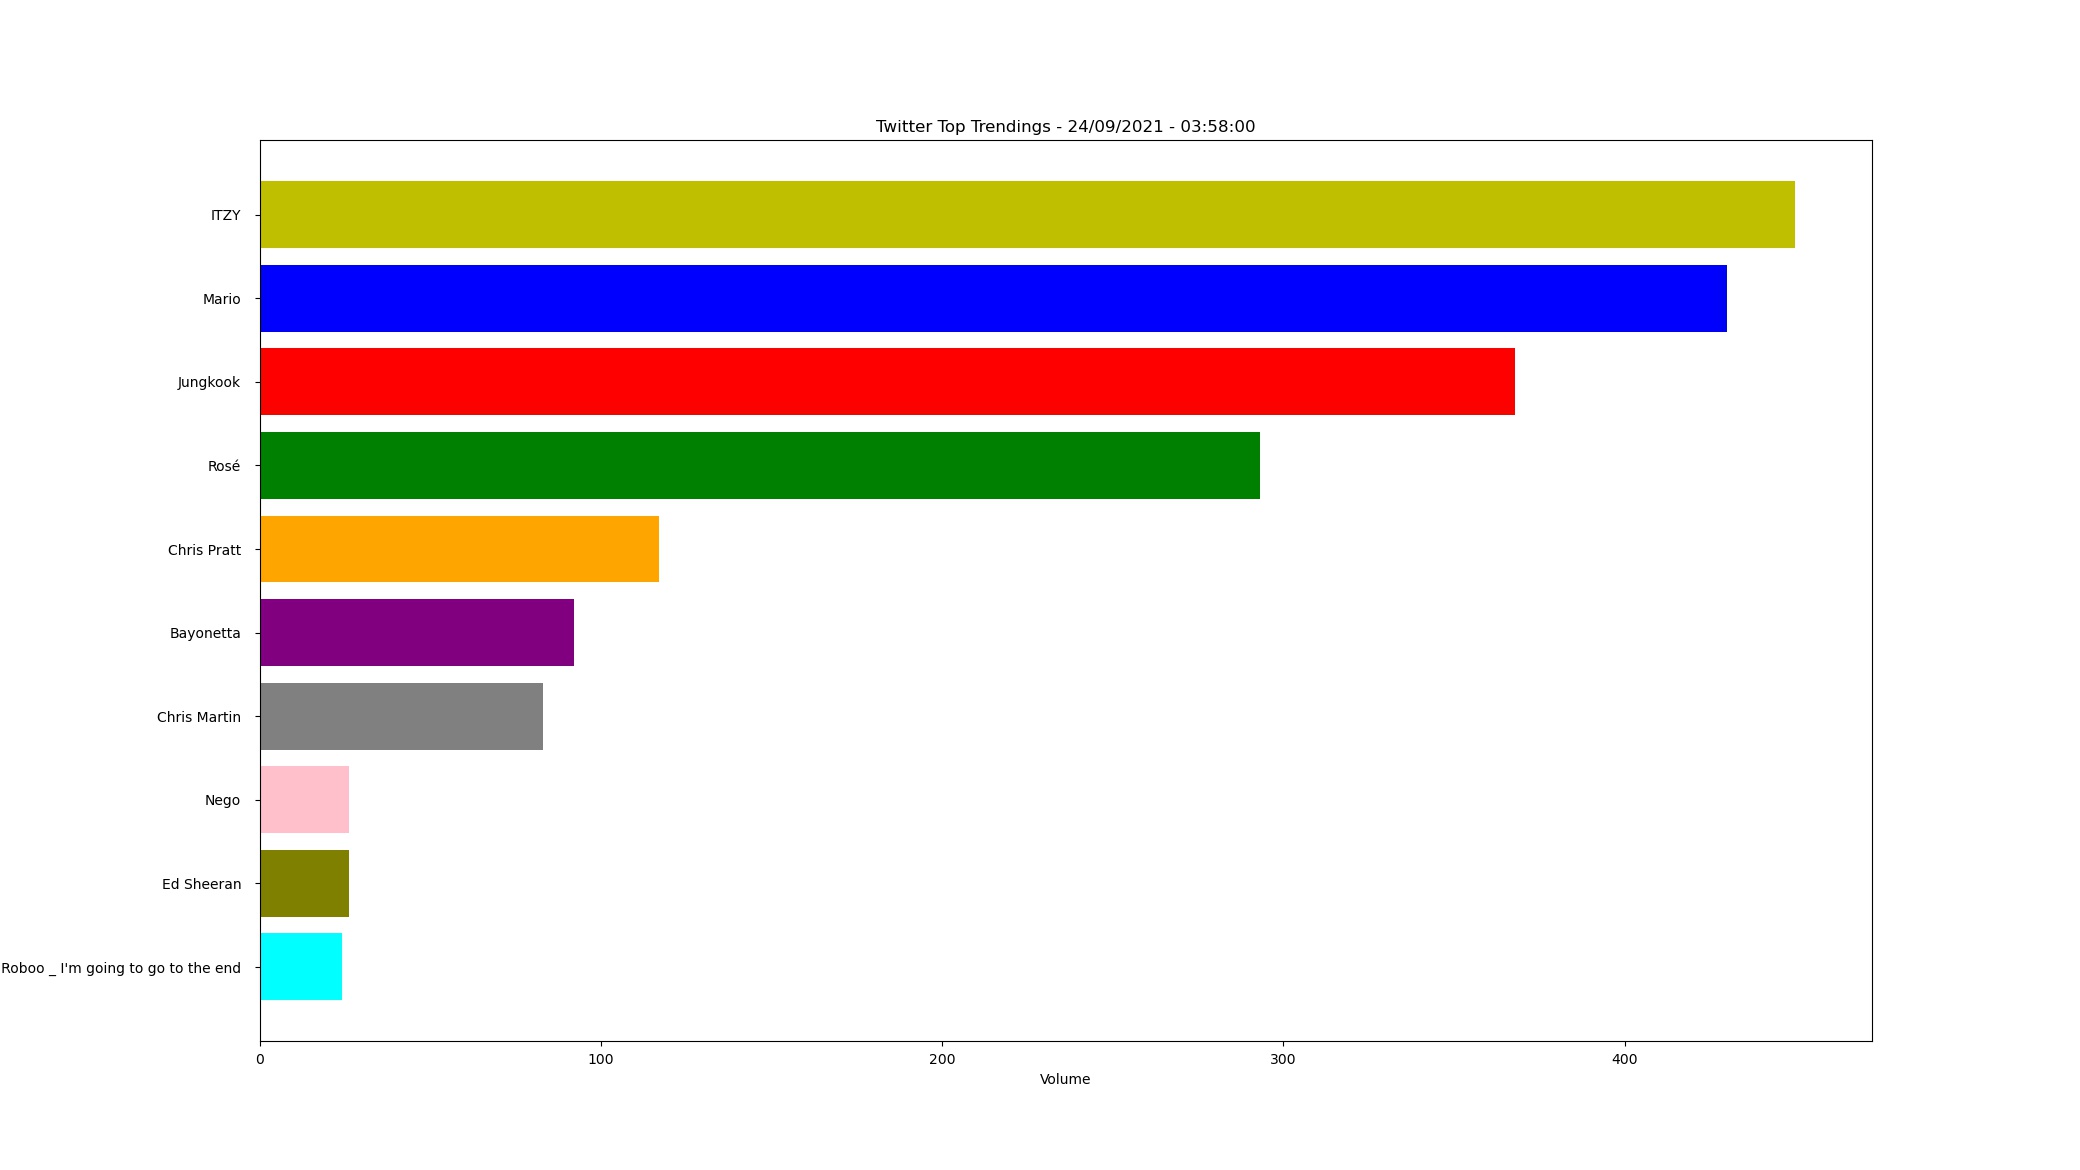 Twitter Top Trendings - 24/09/2021 - 03:58:00
ITZY
Mario
Jungkook
Rosé
Chris Pratt
Bayonetta
Chris Martin
Nego
Ed Sheeran
Roboo _ I'm going to go to the end
0 100 200 300 400
Volume